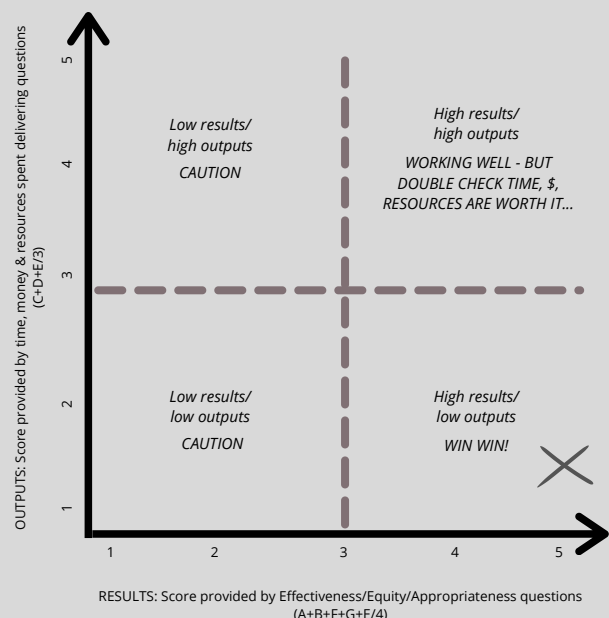 OUTPUTS: Score provided by time, money & resources spent delivering questions
(C+D+E/3)
5
4
3
2
1
Low results/
high outputs
CAUTION
High results/
high outputs
WORKING WELL - BUT
DOUBLE CHECK TIME, $,
RESOURCES ARE WORTH IT...
Low results/
low outputs
CAUTION
High results/
low outputs
WIN WIN!
1
2
3
4
5
RESULTS: Score provided by Effectiveness/Equity/Appropriateness questions
(A+B+F+G+E/4)